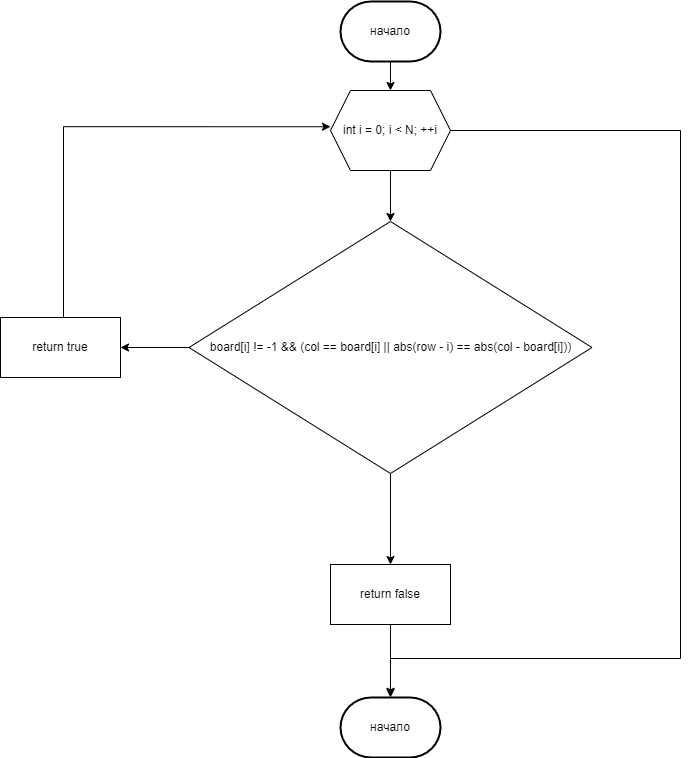 начало
int i = 0; i < N; ++i
board[i] != -1 && (col == board[i] || abs(row - i) == abs(col - board[i]))
return true
return false
начало